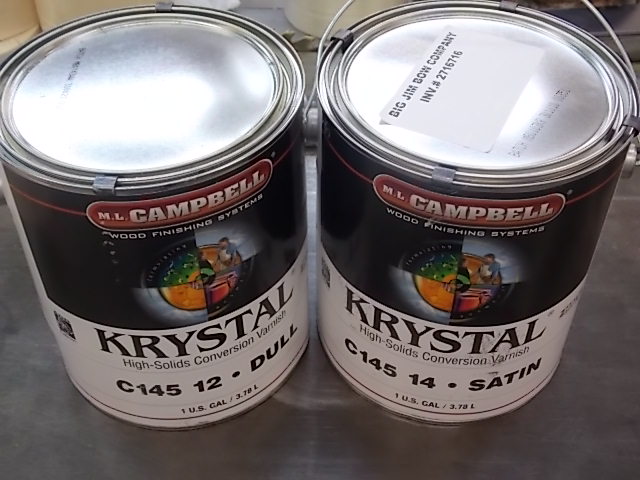 M.L. CAMPBELL
WOOD FINISHING SYSTEMS
KRYSTAL
High-Solids Conversion Varnish
C145 12 • DULL
1 U.S. GAL / 3.78 L
BIG JIM BOW COMPANY
INV.# 2716716
M.L. CAMPBELL®
WOOD FINISHING SYSTEMS
KRYSTAL®
High-Solids Conversion Varnish
C145 14 • SATIN
1 U.S. GAL / 3.78 L